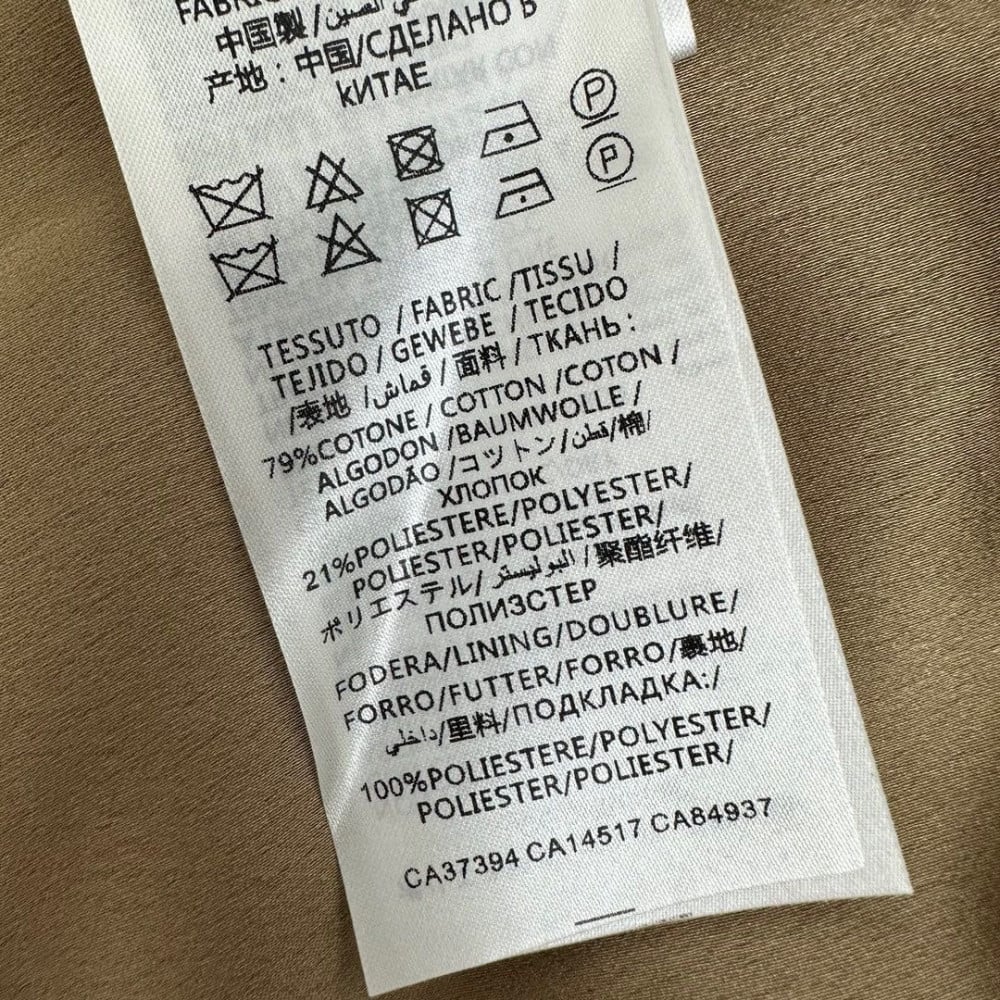 FABRIC
中国製/في الصين/
产地：中国/СДЕЛАНО В
КИТАЕ
P
P
TESSUTO / FABRIC /TISSU /
TEJIDO / GEWEBE / TECIDO
/表地 /قماش / 面料 / ТКАНЬ :
79%COTONE / COTTON /COTON /
ALGODON /BAUMWOLLE /
ALGODÃO /コットン/قطن/棉/
ХЛОПОК
21%POLIESTERE/POLYESTER/
POLIESTER/POLIESTER/
ポリエステル/ البوليستر /聚酯纤维/
ПОЛИЗСТЕР
FODERA/LINING/DOUBLURE/
FORRO/FUTTER/FORRO/裏地/
داخلي/里料/ПОДКЛАДКА:/
100%POLIESTERE/POLYESTER/
POLIESTER/POLIESTER/
CA37394 CA14517 CA84937